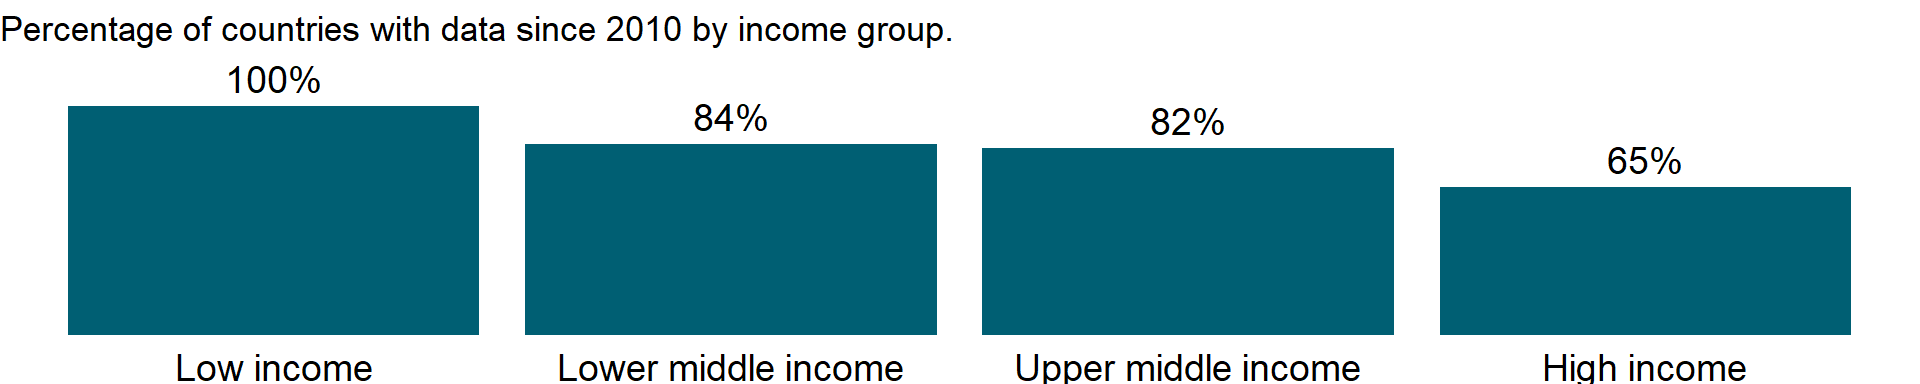 Percentage of countries with data since 2010 by income group.
100%
84%
82%
65%
Low income
Lower middle income
Upper middle income
High income